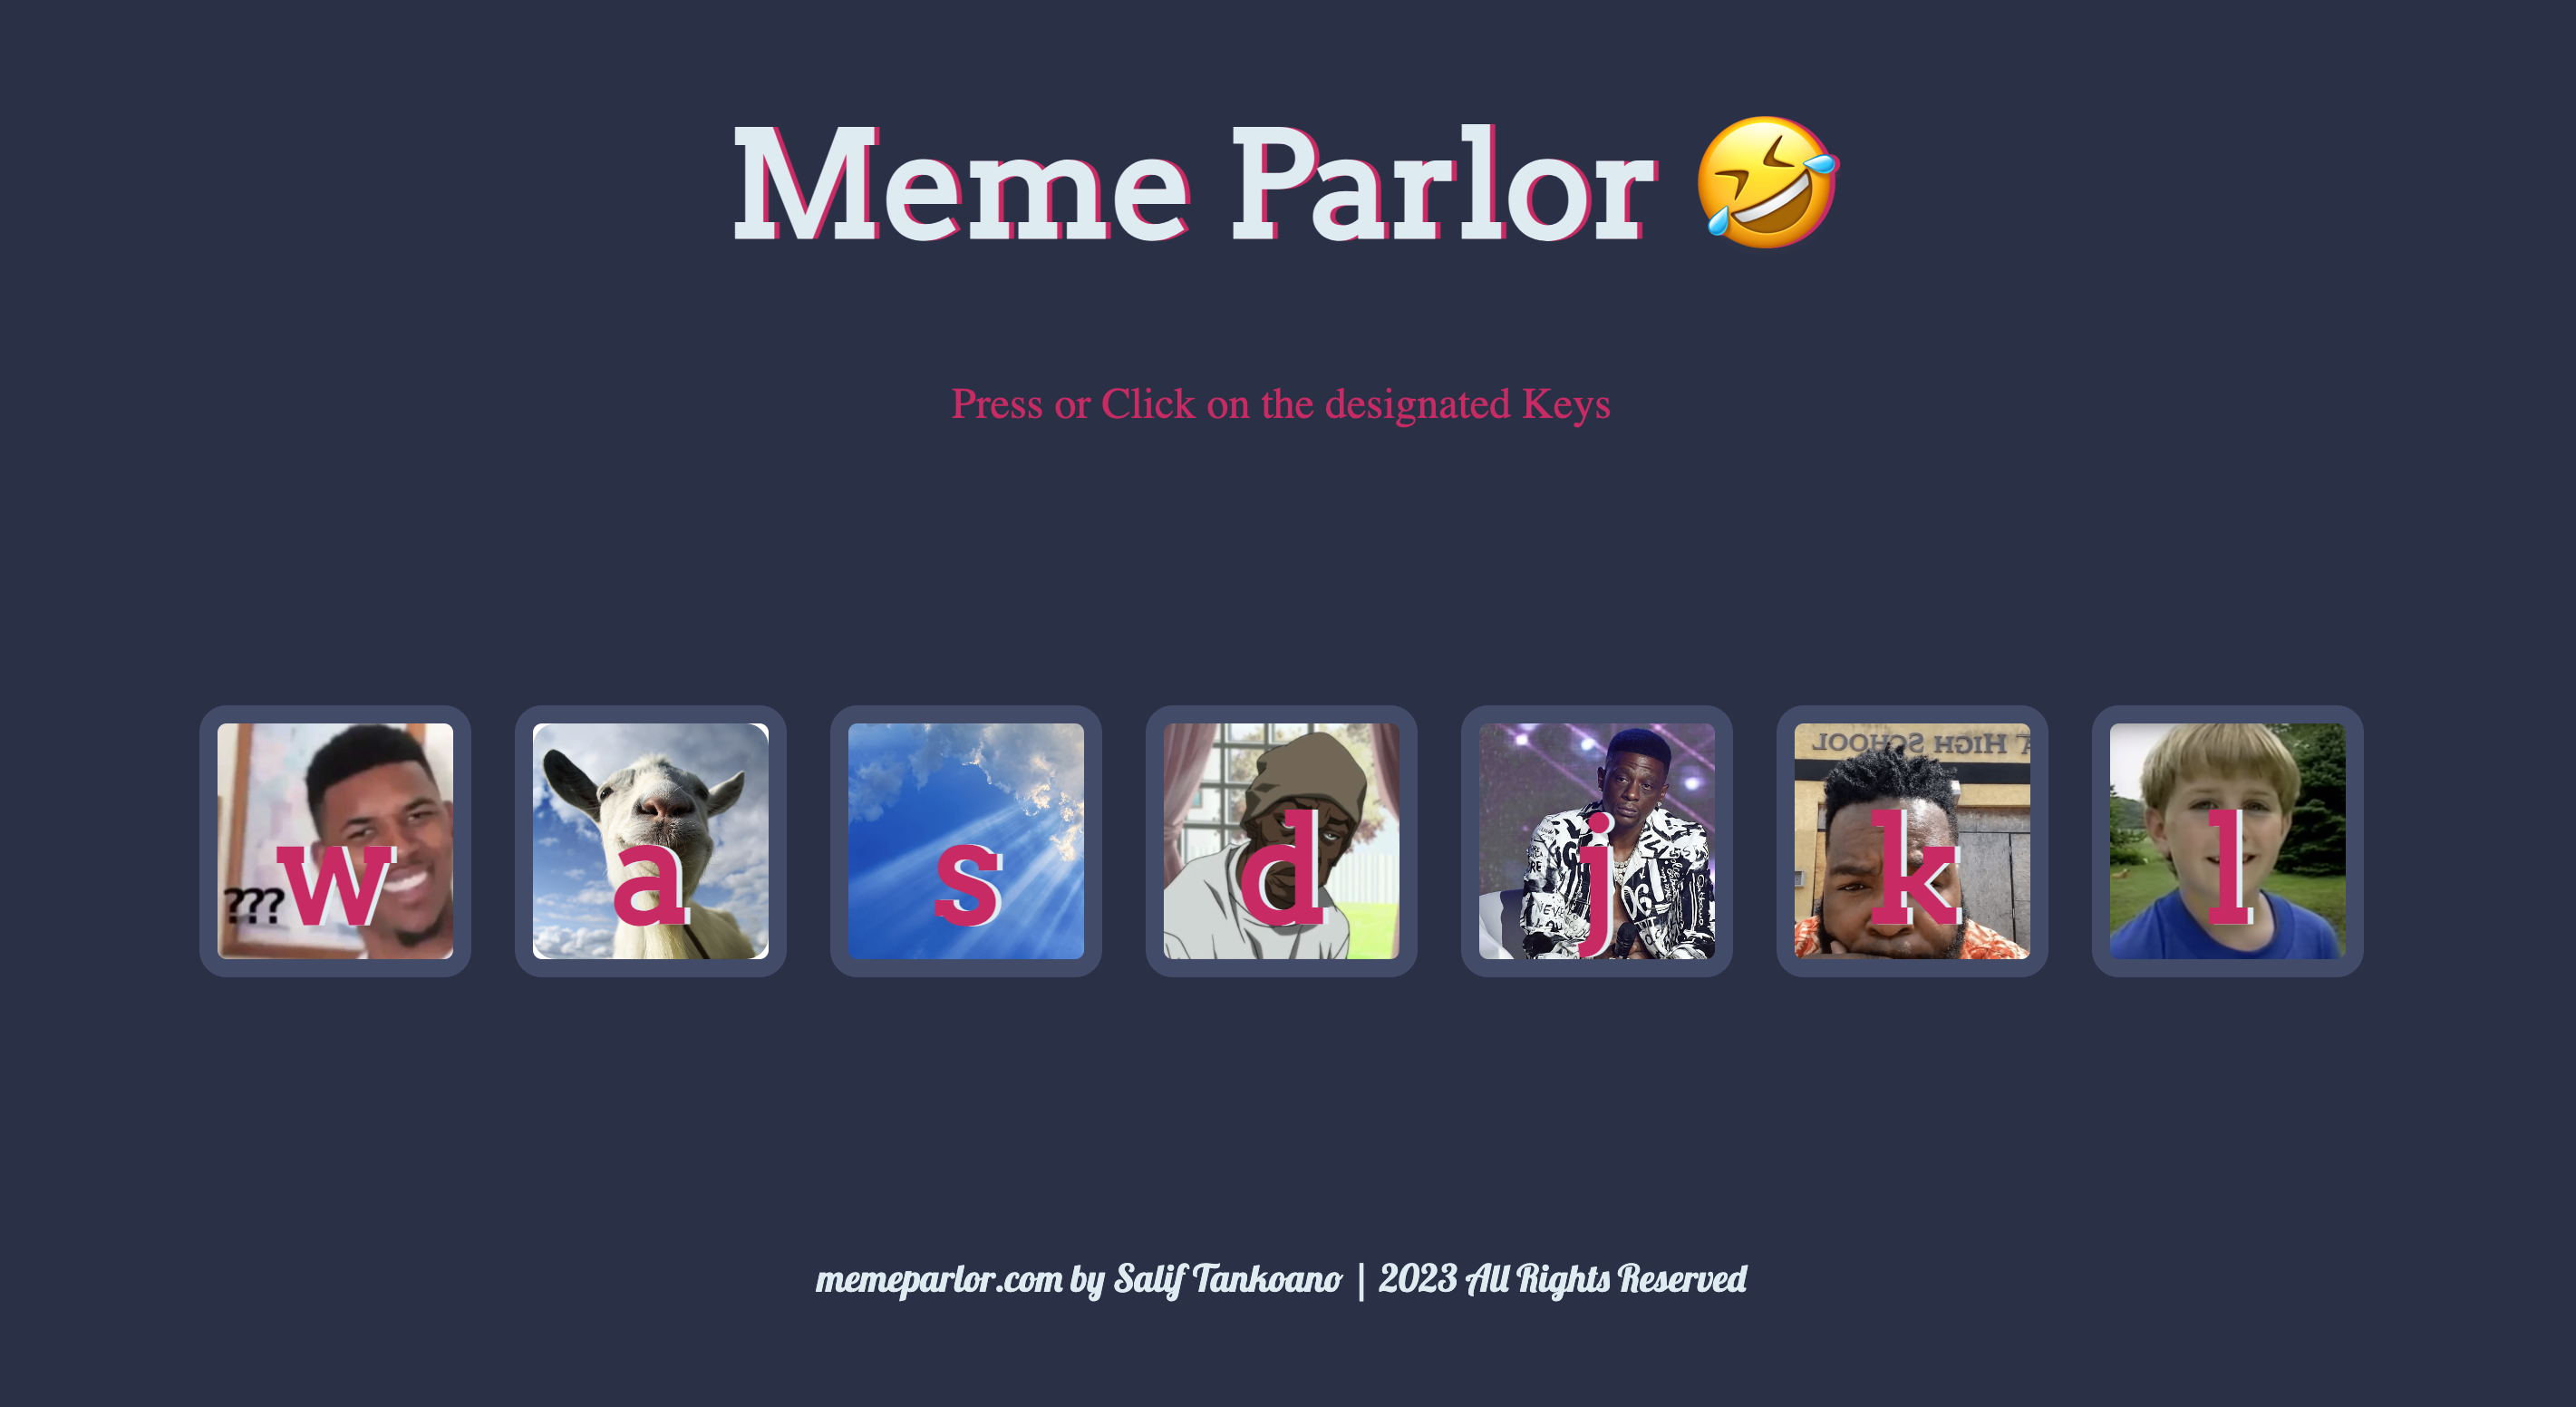 Meme Parlor 🤣
Press or Click on the designated Keys
???
w
a
s
d
j
HIGH SCHOOL
k
l
memeparlor.com by Salif Tankoano | 2023 All Rights Reserved